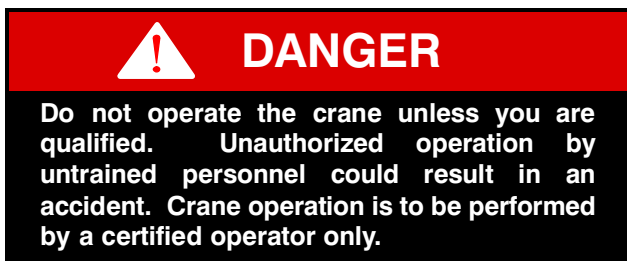 DANGER
Do not operate the crane unless you are
qualified. Unauthorized operation by
untrained personnel could result in an
accident. Crane operation is to be performed
by a certified operator only.